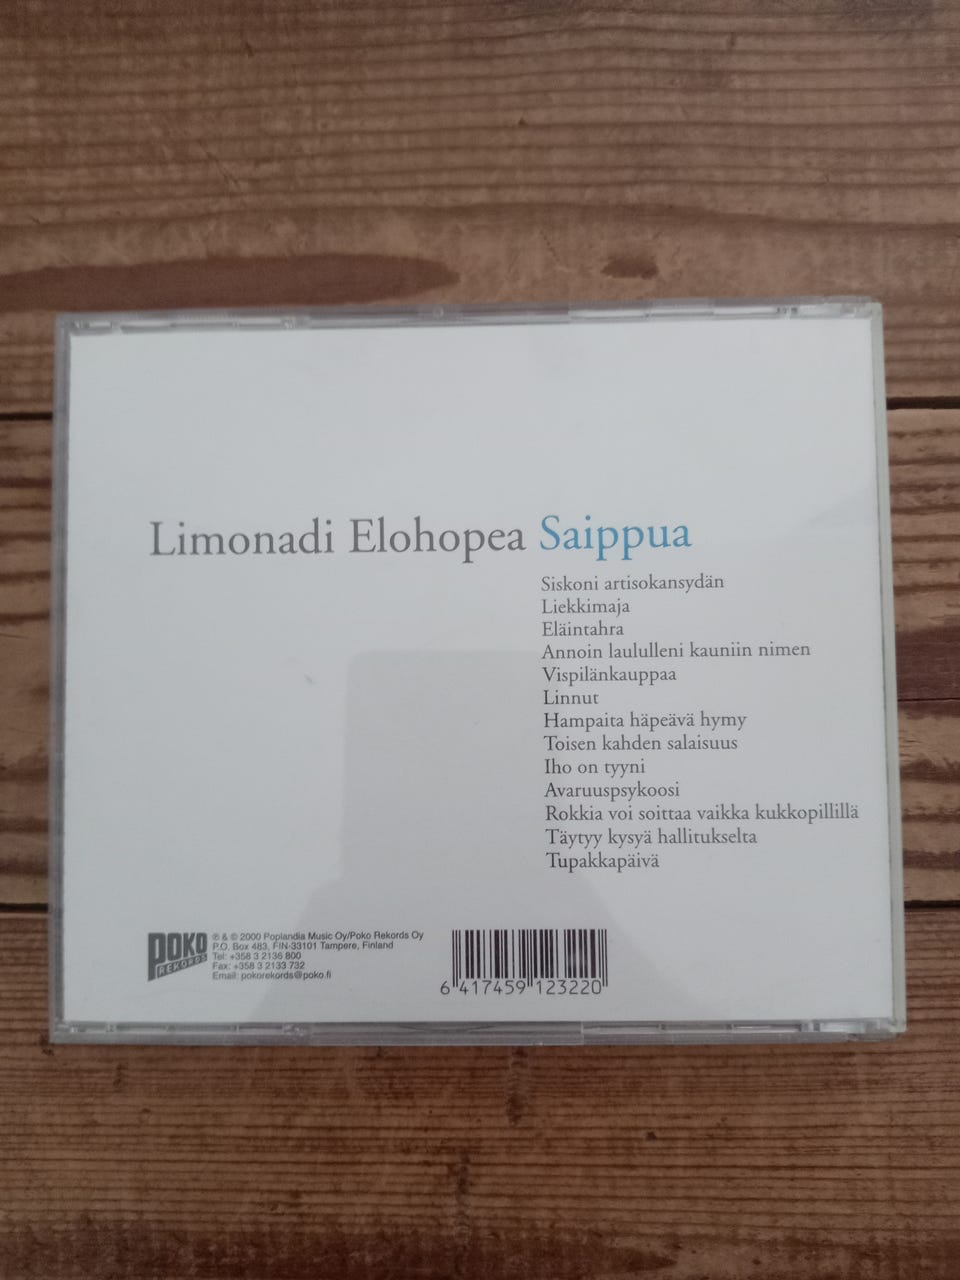 Limonadi Elohopea Saippua
Siskoni artisokansydän
Liekkimaja
Eläintahra
Annoin laululleni kauniin nimen
Vispilänkauppaa
Linnut
Hampaita häpeävä hymy
Toisen kahden salaisuus
Iho on tyyni
Avaruuspsykoosi
Rokkia voi soittaa vaikka kukkopillillä
Täytyy kysyä hallitukselta
Tupakkapäivä
POKO
REKORDS
℗ & © 2000 Poplandia Music Oy/Poko Rekords Oy
P.O. Box 483, FIN-33101 Tampere, Finland
Tel: +358 3 2136 800
Fax: +358 3 2133 732
Email: pokorekords@poko.fi
6 417459 123220